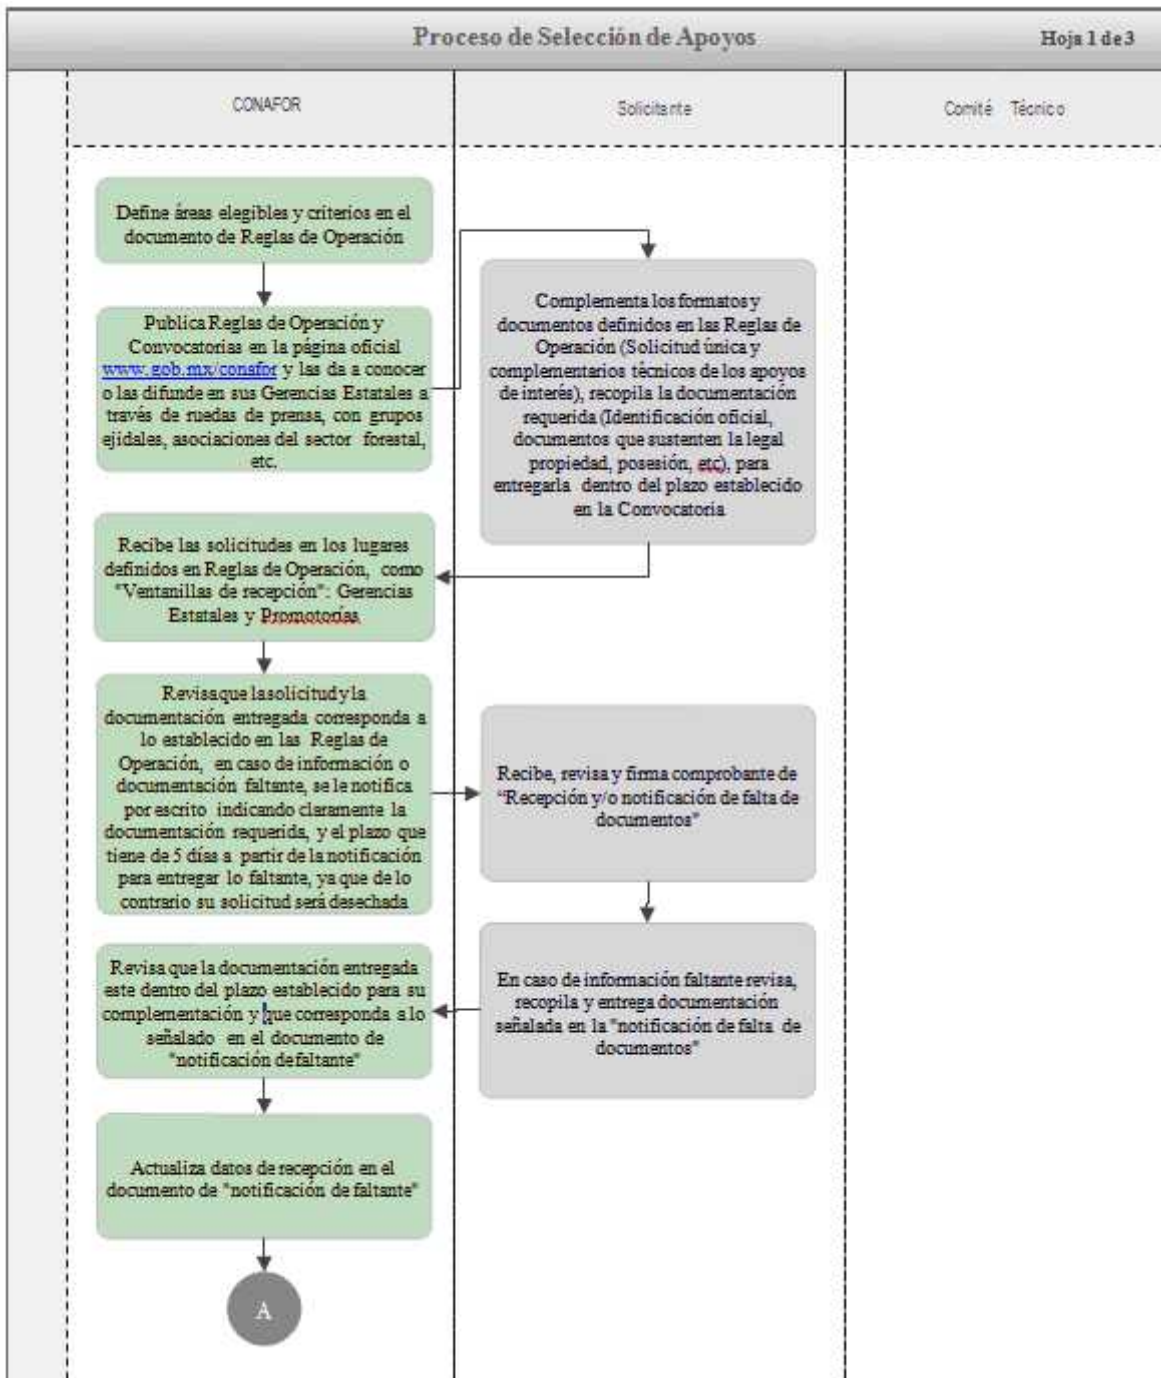 Proceso de Selección de Apoyos
Hoja 1 de 3
CONAFOR
Solicitante
Comité Técnico
Define áreas elegibles y criterios en el
documento de Reglas de Operación
Publica Reglas de Operación y
Convocatorias en la página oficial
www.gob.mx/conafor y las da a conocer
o las difunde en sus Gerencias Estatales a
través de ruedas de prensa, con grupos
ejidales, asociaciones del sector forestal,
etc.
Complementa los formatos y
documentos definidos en las Reglas de
Operación (Solicitud única y
complementarios técnicos de los apoyos
de interés), recopila la documentación
requerida (Identificación oficial,
documentos que sustenten la legal
propiedad, posesión, etc), para
entregarla dentro del plazo establecido
en la Convocatoria
Recibe las solicitudes en los lugares
definidos en Reglas de Operación, como
"Ventanillas de recepción": Gerencias
Estatales y Promotorías
Revisa que la solicitud y la
documentación entregada corresponda a
lo establecido en las Reglas de
Operación, en caso de información o
documentación faltante, se le notifica
por escrito indicando claramente la
documentación requerida, y el plazo que
tiene de 5 días a partir de la notificación
para entregar lo faltante, ya que de lo
contrario su solicitud será desechada
Recibe, revisa y firma comprobante de
“Recepción y/o notificación de falta de
documentos"
En caso de información faltante revisa,
recopila y entrega documentación
señalada en la "notificación de falta de
documentos"
Revisa que la documentación entregada
este dentro del plazo establecido para su
complementación y que corresponda a lo
señalado en el documento de
"notificación de faltante"
Actualiza datos de recepción en el
documento de "notificación de faltante"
A